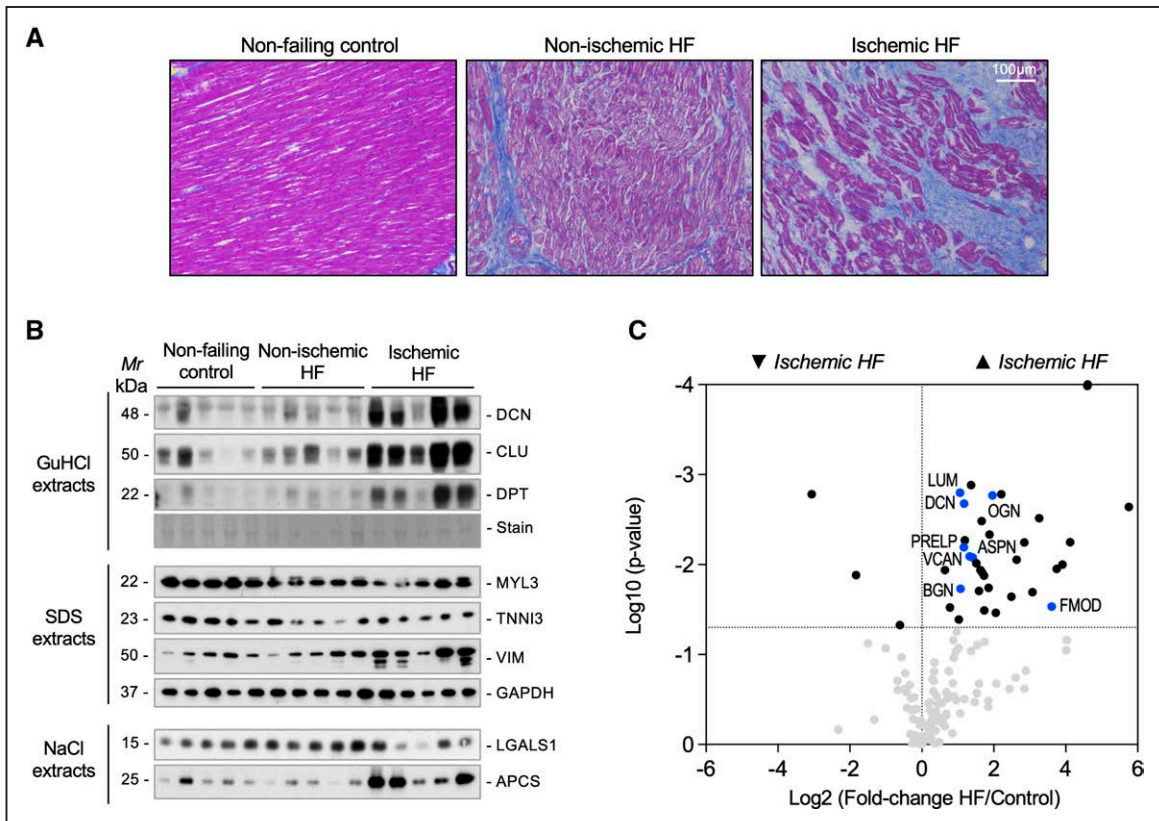 A
Non-failing control
Non-ischemic HF
Ischemic HF
100µm
B
Mr
kDa
Non-failing
control
Non-ischemic
HF
Ischemic
HF
GuHCl
extracts
48 -
- DCN
50 -
- CLU
22 -
- DPT
- Stain
SDS
extracts
22 -
- MYL3
23 -
- TNNI3
50 -
- VIM
37 -
- GAPDH
NaCl
extracts
15 -
- LGALS1
25 -
- APCS
C
▼ Ischemic HF
▲ Ischemic HF
Log10 (p-value)
-4
-3
-2
-1
0
LUM
DCN
OGN
PRELP
ASPN
VCAN
BGN
FMOD
-6
-4
-2
0
2
4
6
Log2 (Fold-change HF/Control)